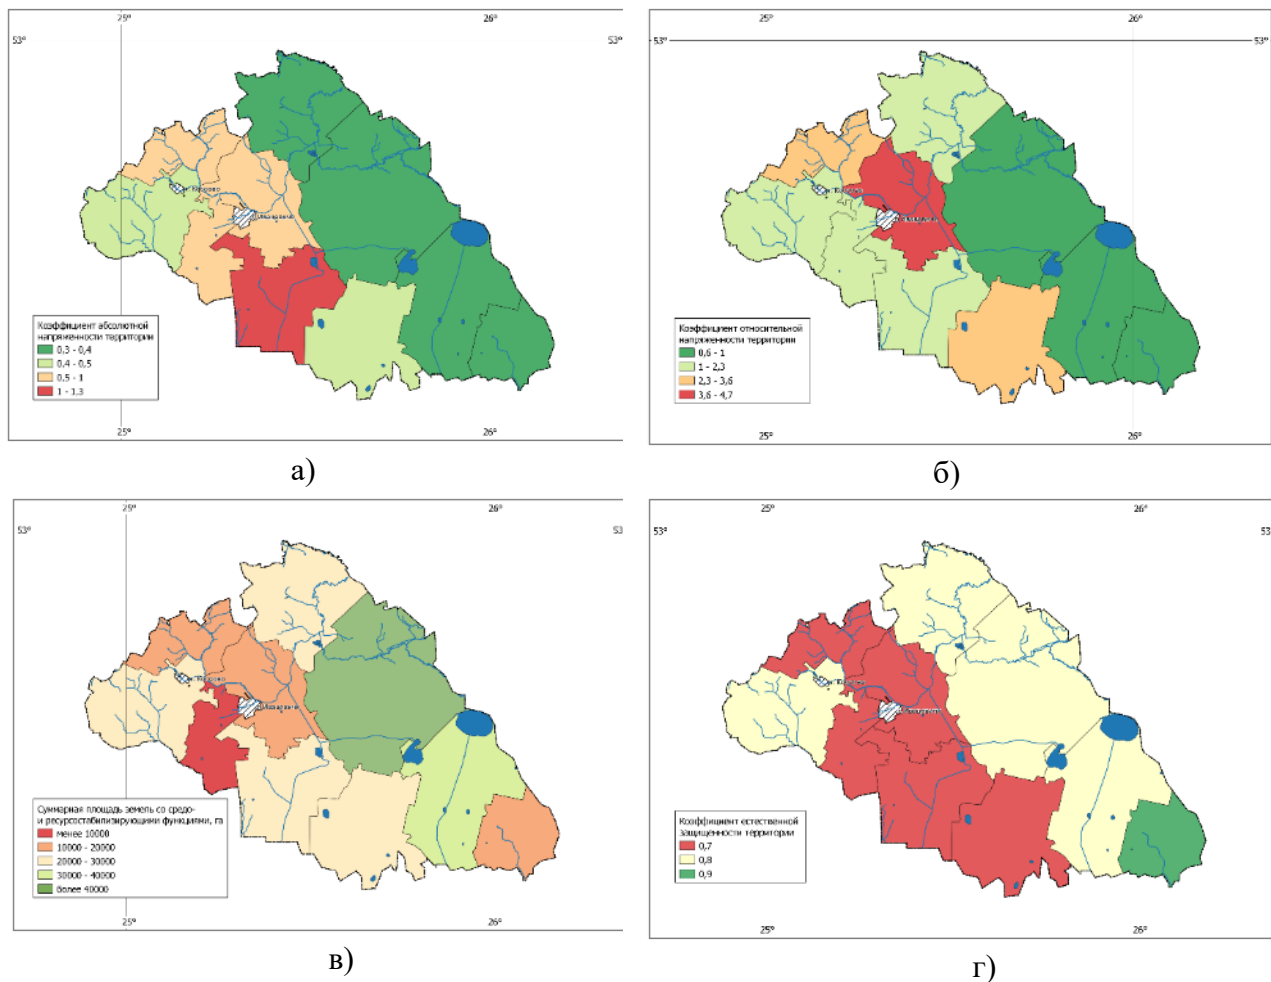 25°
26°
53°
53°
Коэффициент абсолютной
напряженности территории
0,3 - 0,4
0,4 - 0,5
0,5 - 1
1 - 1,3
25°
26°
а)
25°
26°
53°
53°
Коэффициент относительной
напряженности территории
0,6 - 1
1 - 2,3
2,3 - 3,6
3,6 - 4,7
25°
26°
б)
25°
26°
53°
53°
Суммарная площадь земель со средо-
и ресурсостабилизирующими функциями, га
менее 10000
10000 - 20000
20000 - 30000
30000 - 40000
более 40000
25°
26°
в)
25°
26°
53°
53
Коэффициент естественной
защищенности территории
0,7
0,8
0,9
25°
26°
г)